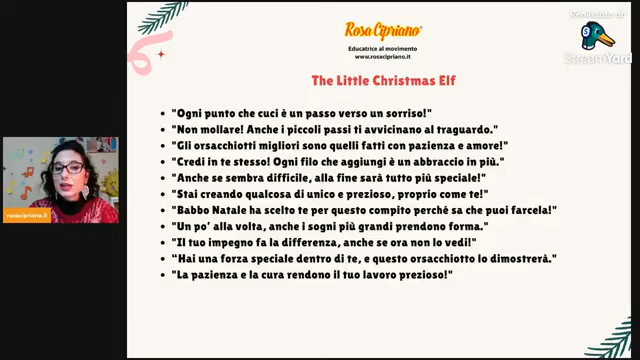 Rosa Cipriano®
Educatrice al movimento
www.rosacipriano.it
StreamYard
The Little Christmas Elf
"Ogni punto che cuci è un passo verso un sorriso!"
"Non mollare! Anche i piccoli passi ti avvicinano al traguardo."
"Gli orsacchiotti migliori sono quelli fatti con pazienza e amore!"
"Credi in te stesso! Ogni filo che aggiungi è un abbraccio in più."
"Anche se sembra difficile, alla fine sarà tutto più speciale!"
"Stai creando qualcosa di unico e prezioso, proprio come te!"
"Babbo Natale ha scelto te per questo compito perché sa che puoi farcela!"
"Un po' alla volta, anche i sogni più grandi prendono forma."
"Il tuo impegno fa la differenza, anche se ora non lo vedi!"
“Hai una forza speciale dentro di te, e questo orsacchiotto lo dimostrerà."
"La pazienza e la cura rendono il tuo lavoro prezioso!"
rosacipriano.it